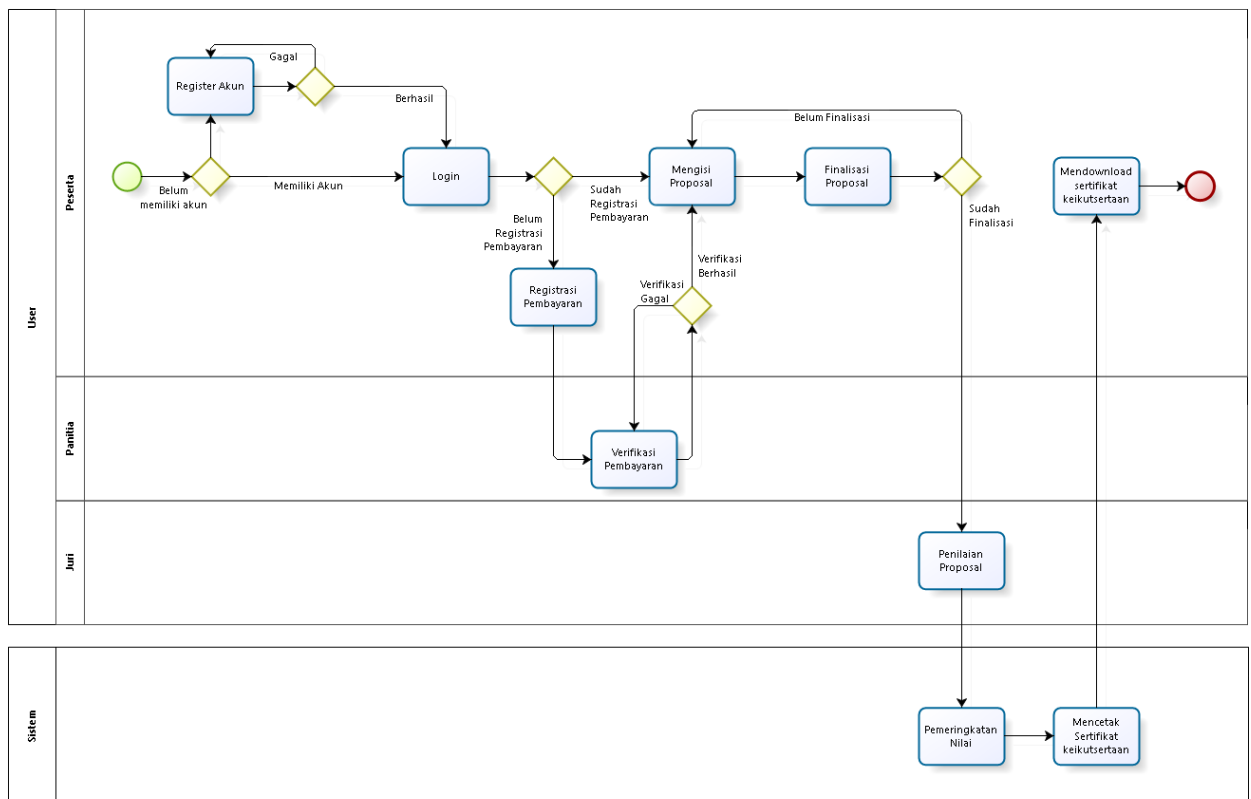 User
Peserta
Gagal
Register Akun
Berhasil
Belum
memiliki akun
Memiliki Akun
Login
Belum
Registrasi
Pembayaran
Sudah
Registrasi
Pembayaran
Registrasi
Pembayaran
Belum Finalisasi
Mengisi
Proposal
Finalisasi
Proposal
Sudah
Finalisasi
Verifikasi
Berhasil
Verifikasi
Gagal
Mendownload
sertifikat
keikutsertaan
Panitia
Verifikasi
Pembayaran
Juri
Penilaian
Proposal
Sistem
Pemeringkatan
Nilai
Mencetak
Sertifikat
keikutsertaan